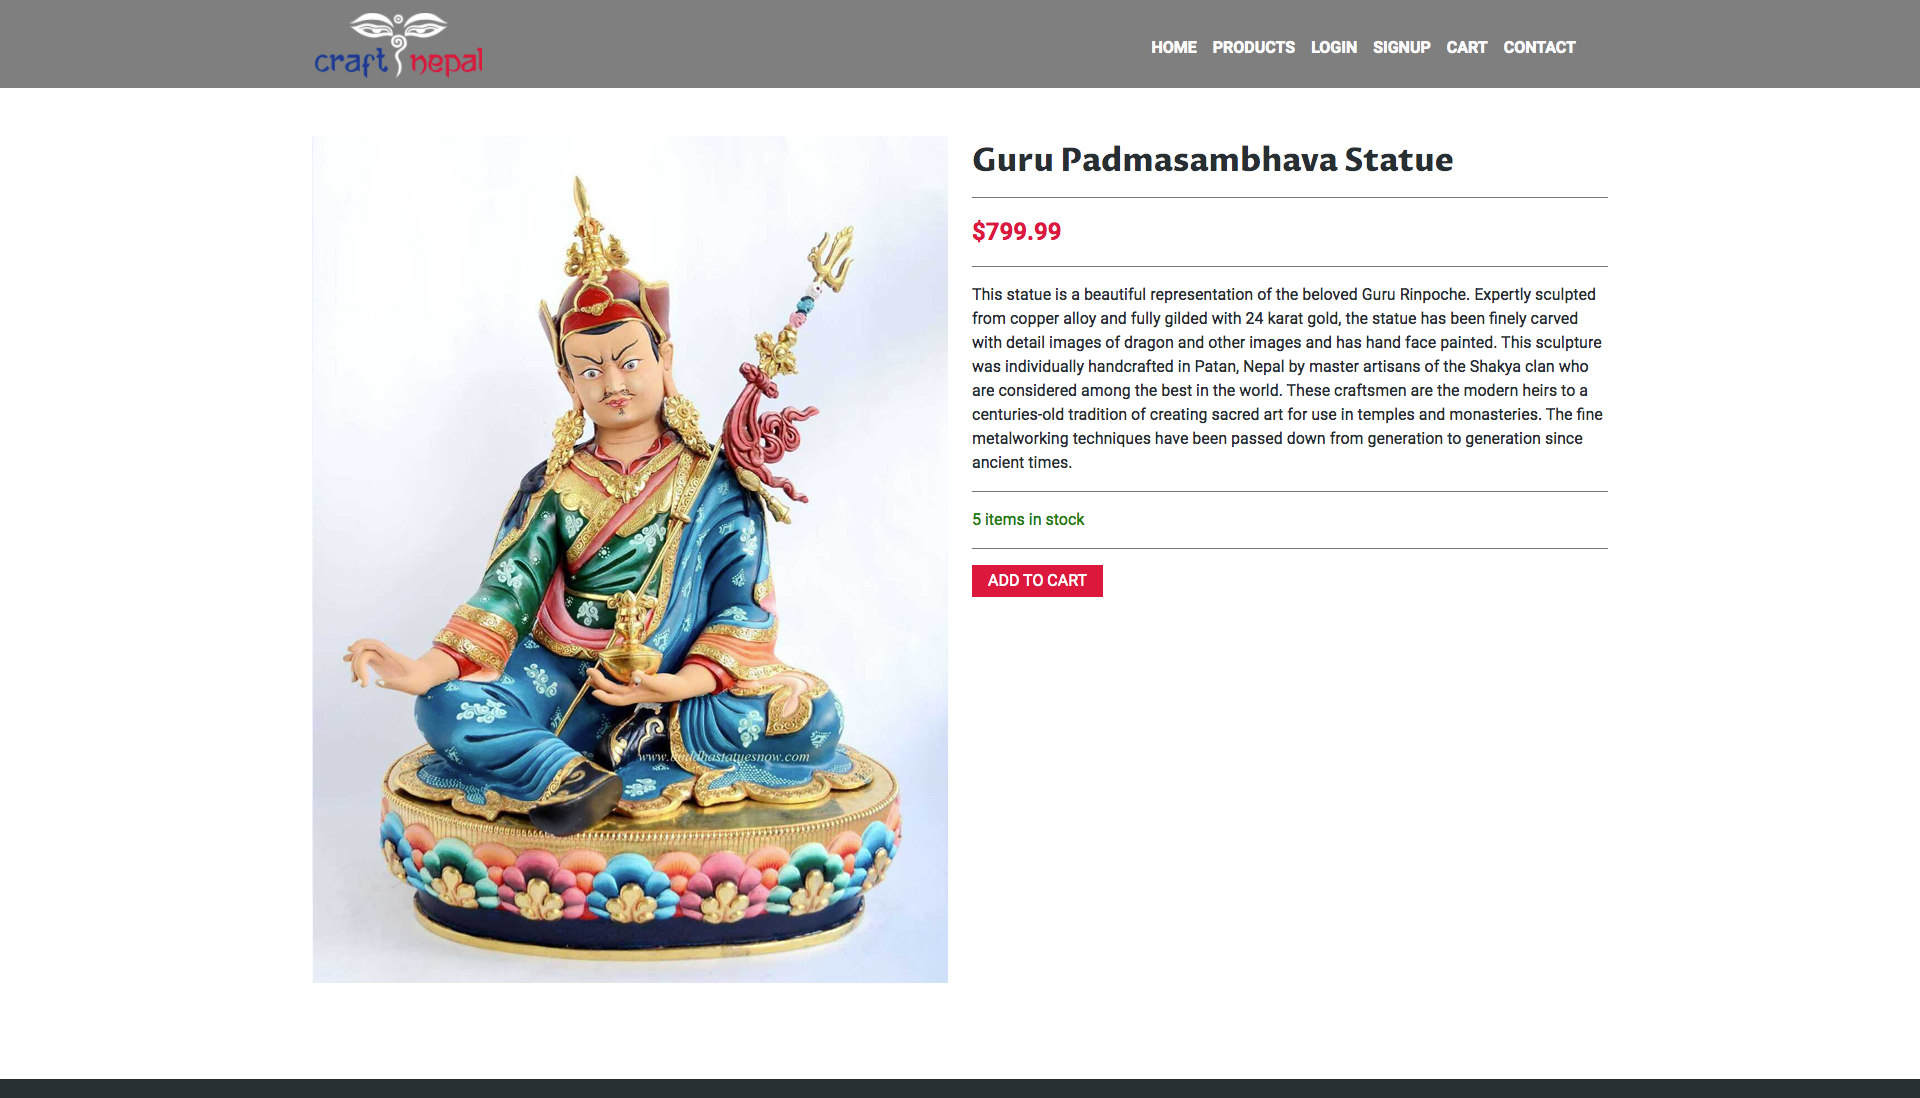 craft nepal
HOME PRODUCTS LOGIN SIGNUP CART CONTACT
Guru Padmasambhava Statue
$799.99
This statue is a beautiful representation of the beloved Guru Rinpoche. Expertly sculpted
from copper alloy and fully gilded with 24 karat gold, the statue has been finely carved
with detail images of dragon and other images and has hand face painted. This sculpture
was individually handcrafted in Patan, Nepal by master artisans of the Shakya clan who
are considered among the best in the world. These craftsmen are the modern heirs to a
centuries-old tradition of creating sacred art for use in temples and monasteries. The fine
metalworking techniques have been passed down from generation to generation since
ancient times.
5 items in stock
ADD TO CART
www.buddhastatuesnow.com